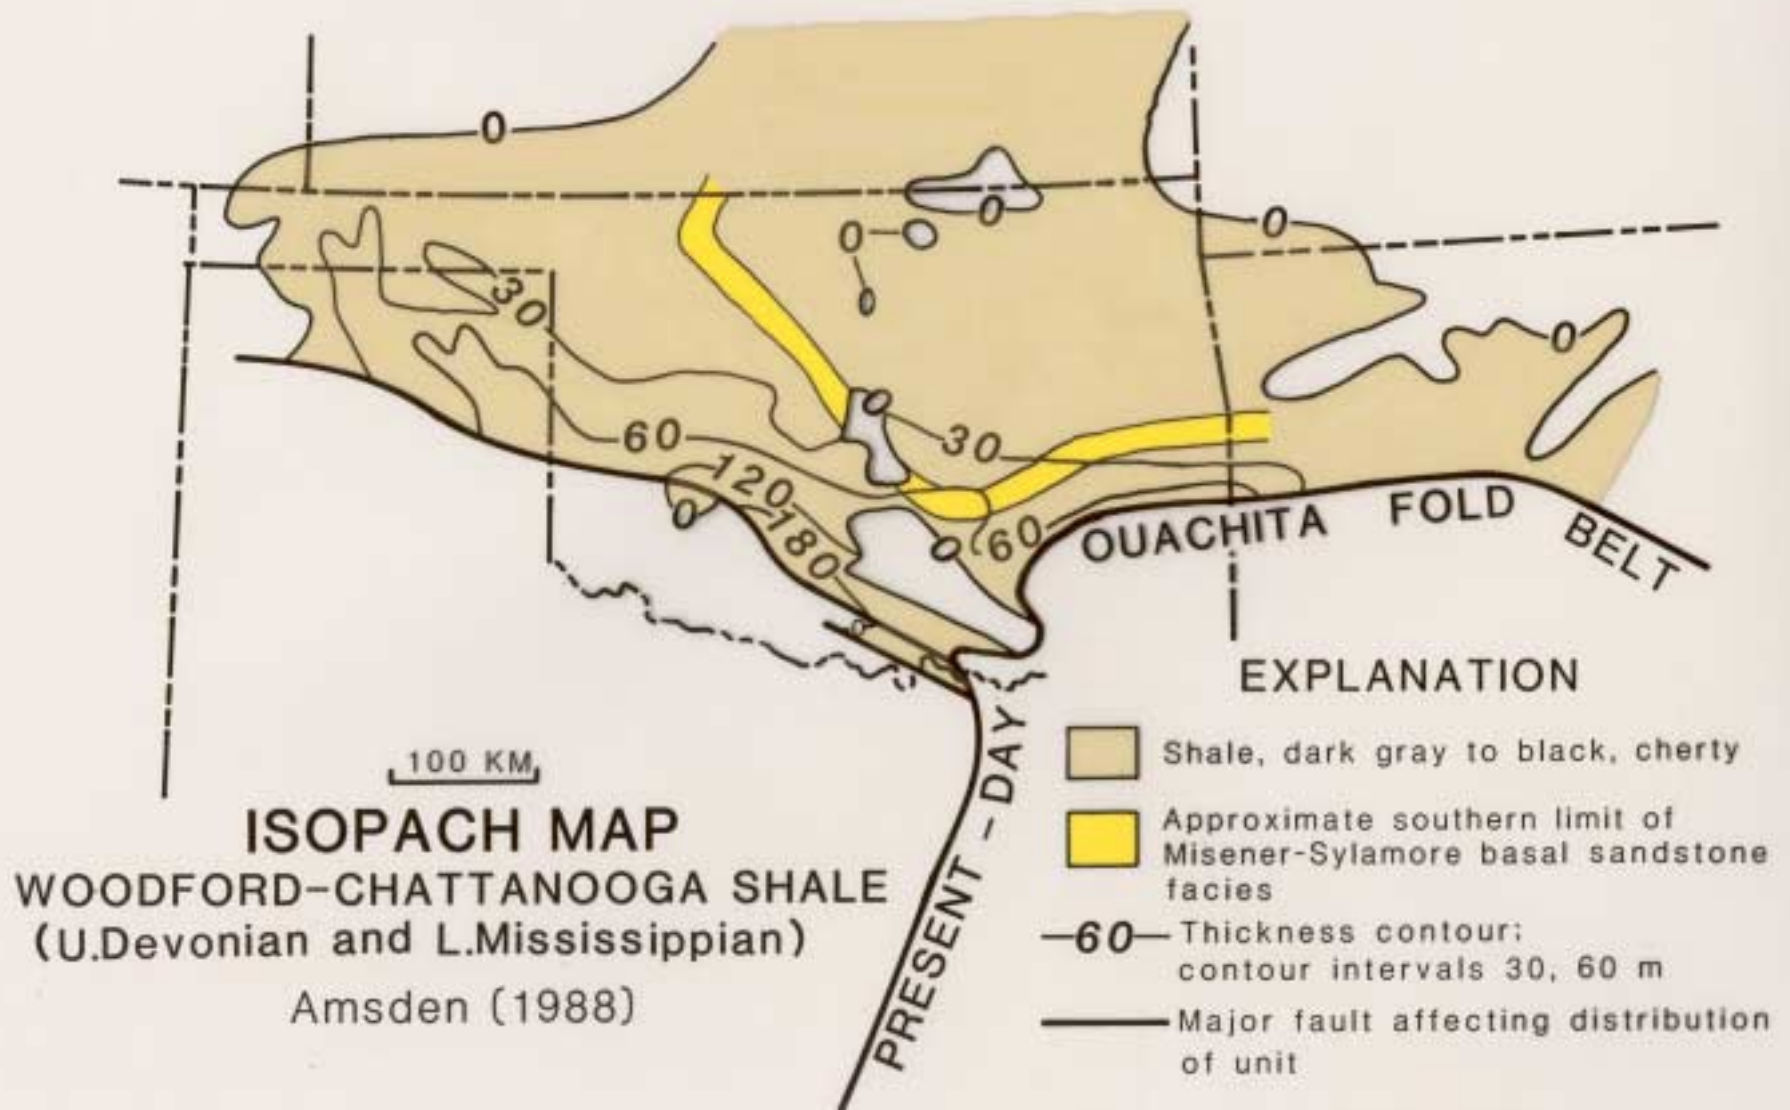 0
0
0
0
0
30
0
0
30
60
120
180
0
0
60
0
OUACHITA FOLD BELT
PRESENT-DAY
100 KM
ISOPACH MAP
WOODFORD-CHATTANOOGA SHALE
(U.Devonian and L.Mississippian)
Amsden (1988)
EXPLANATION
Shale, dark gray to black, cherty
Approximate southern limit of
Misener-Sylamore basal sandstone
facies
-60- Thickness contour;
contour intervals 30, 60 m
Major fault affecting distribution
of unit